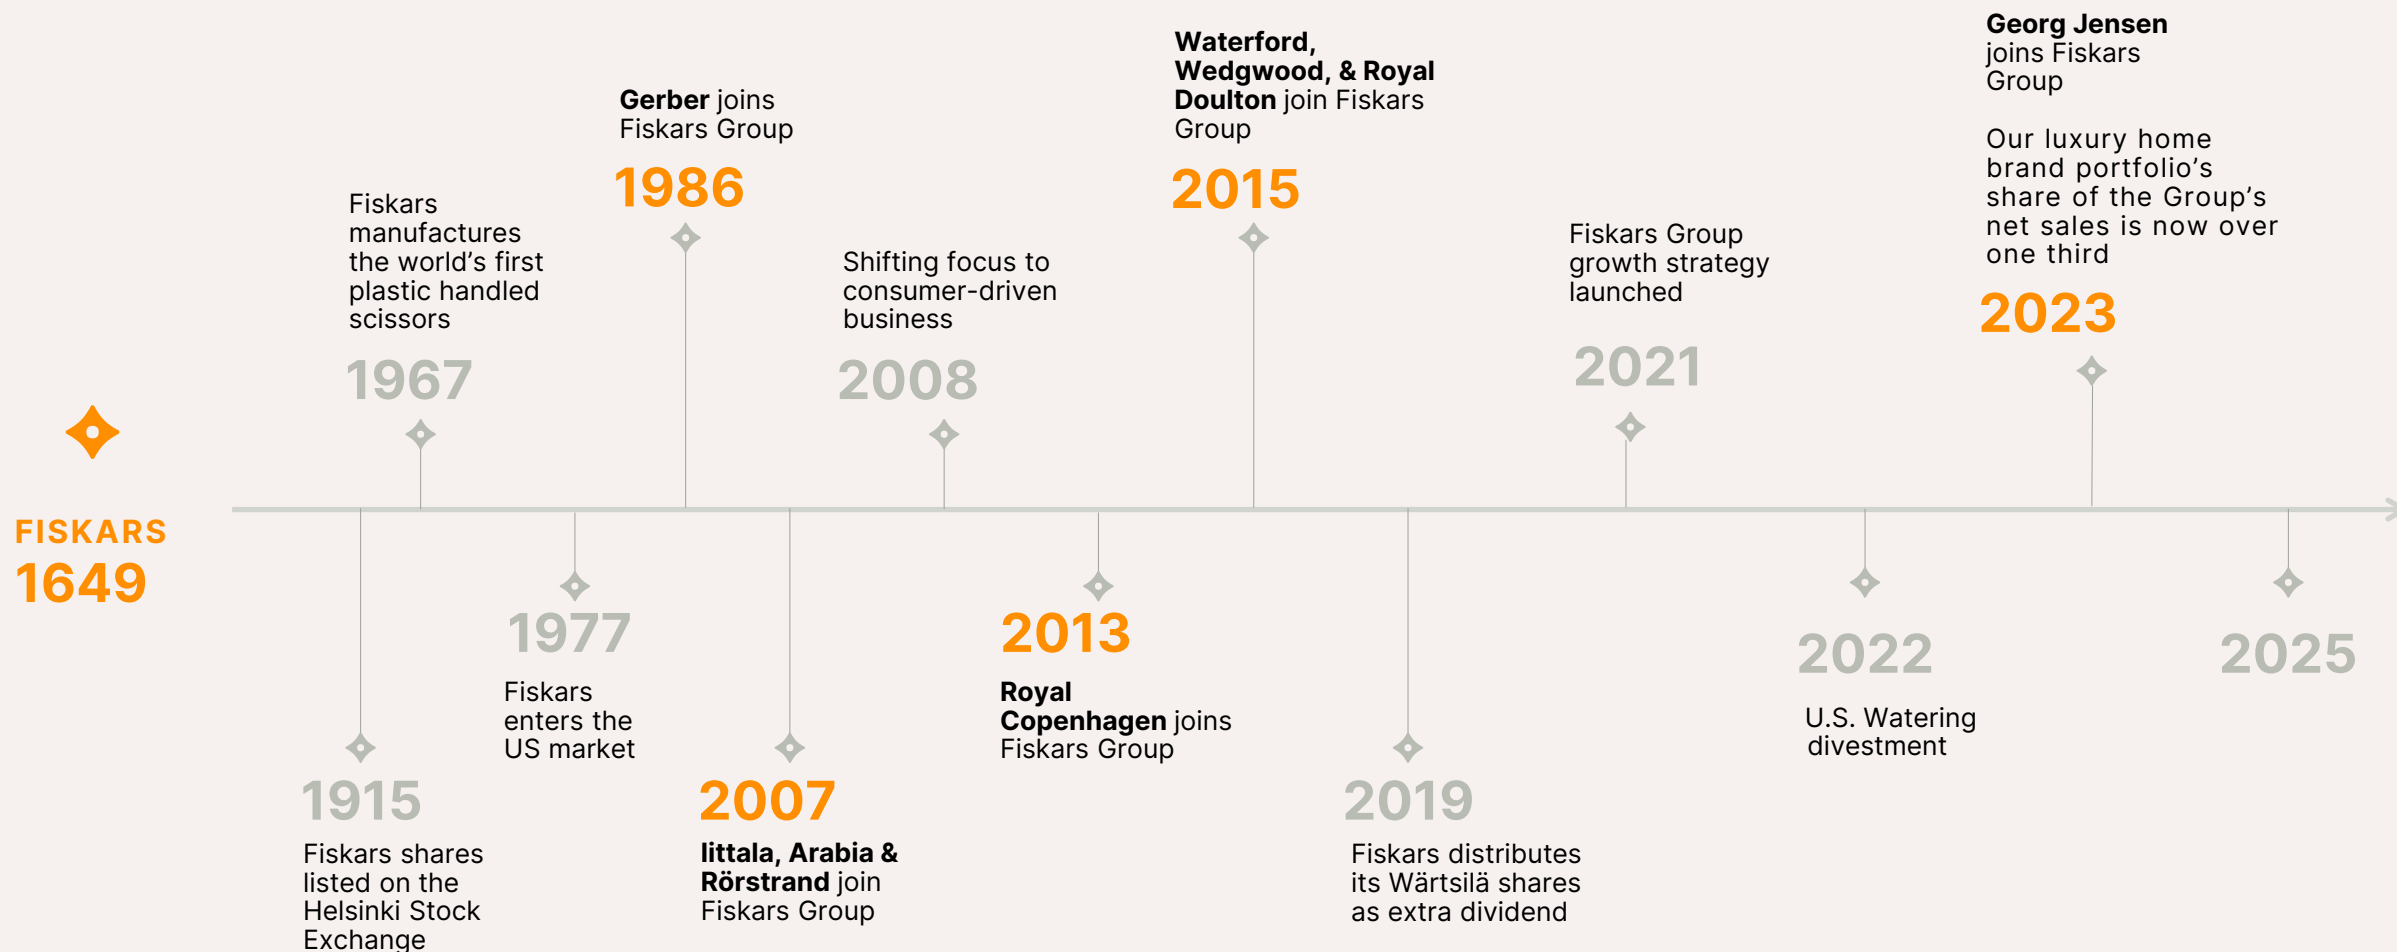 FISKARS
1649
1915
Fiskars shares
listed on the
Helsinki Stock
Exchange
Fiskars
manufactures
the world’s first
plastic handled
scissors
1967
1977
Fiskars
enters the
US market
Gerber joins
Fiskars Group
1986
2007
Iittala, Arabia &
Rörstrand join
Fiskars Group
Shifting focus to
consumer-driven
business
2008
2013
Royal
Copenhagen joins
Fiskars Group
Waterford,
Wedgwood, & Royal
Doulton join Fiskars
Group
2015
2019
Fiskars distributes
its Wärtsilä shares
as extra dividend
Fiskars Group
growth strategy
launched
2021
2022
U.S. Watering
divestment
Georg Jensen
joins Fiskars
Group
Our luxury home
brand portfolio’s
share of the Group’s
net sales is now over
one third
2023
2025